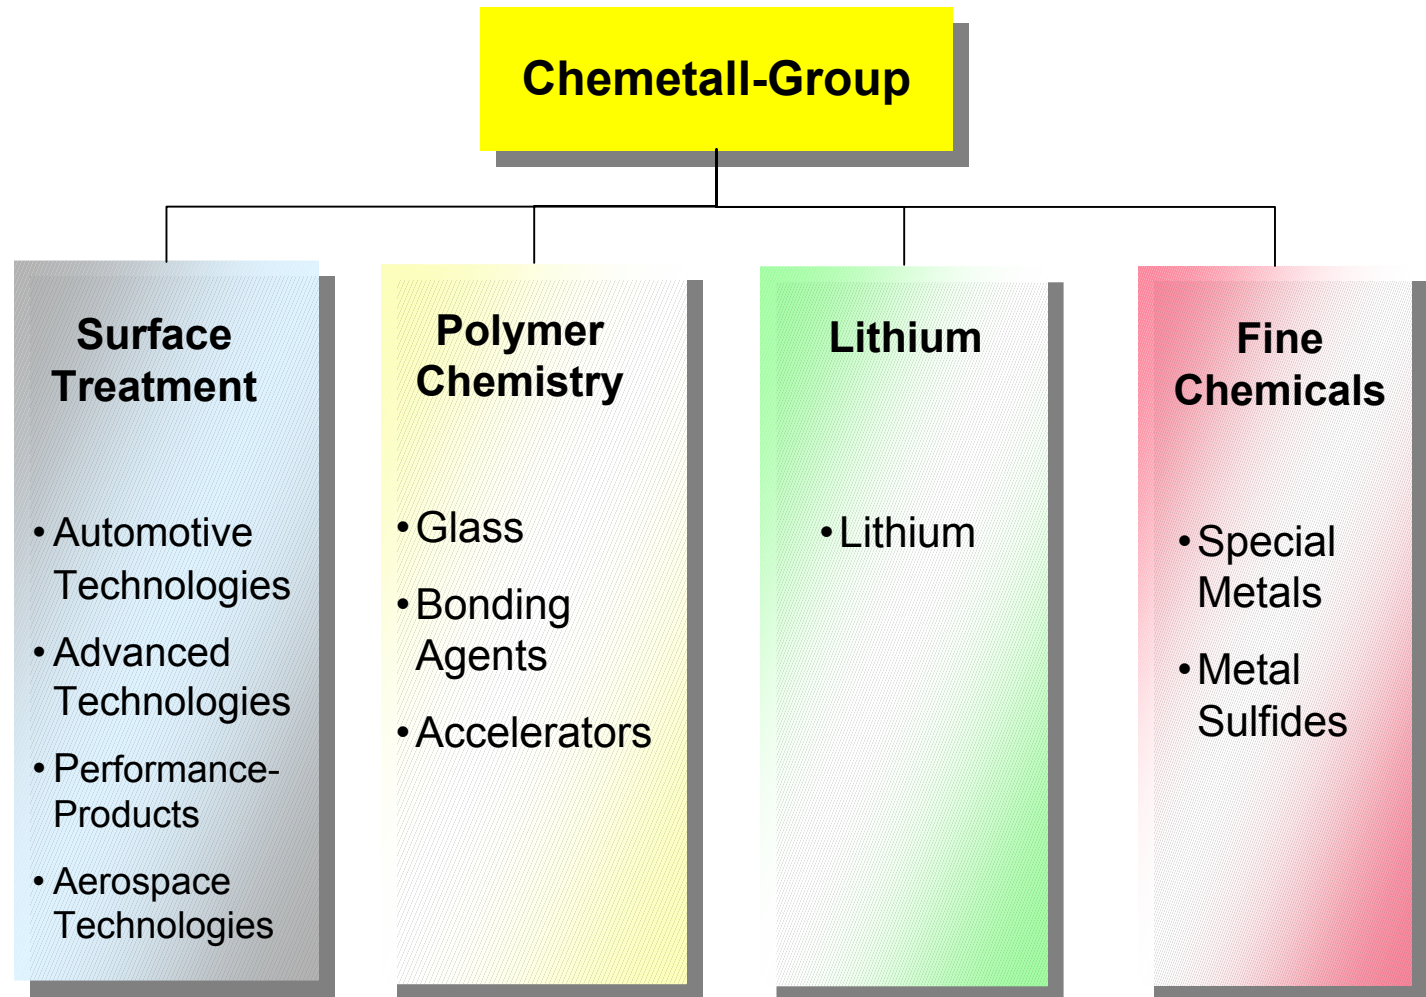 Chemetall-Group
Surface
Treatment
• Automotive
Technologies
• Advanced
Technologies
• Performance-
Products
• Aerospace
Technologies
Polymer
Chemistry
• Glass
• Bonding
Agents
• Accelerators
Lithium
• Lithium
Fine
Chemicals
• Special
Metals
• Metal
Sulfides